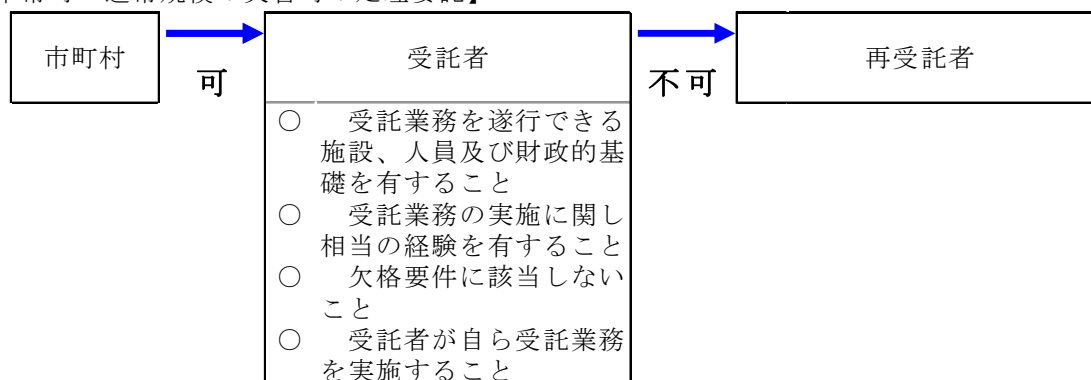 市町村
可
受託者
不可
再受託者
○　受託業務を遂行できる
施設、人員及び財政的基
礎を有すること
○　受託業務の実施に関し
相当の経験を有すること
○　欠格要件に該当しない
こと
○　受託者が自ら受託業務
を実施すること